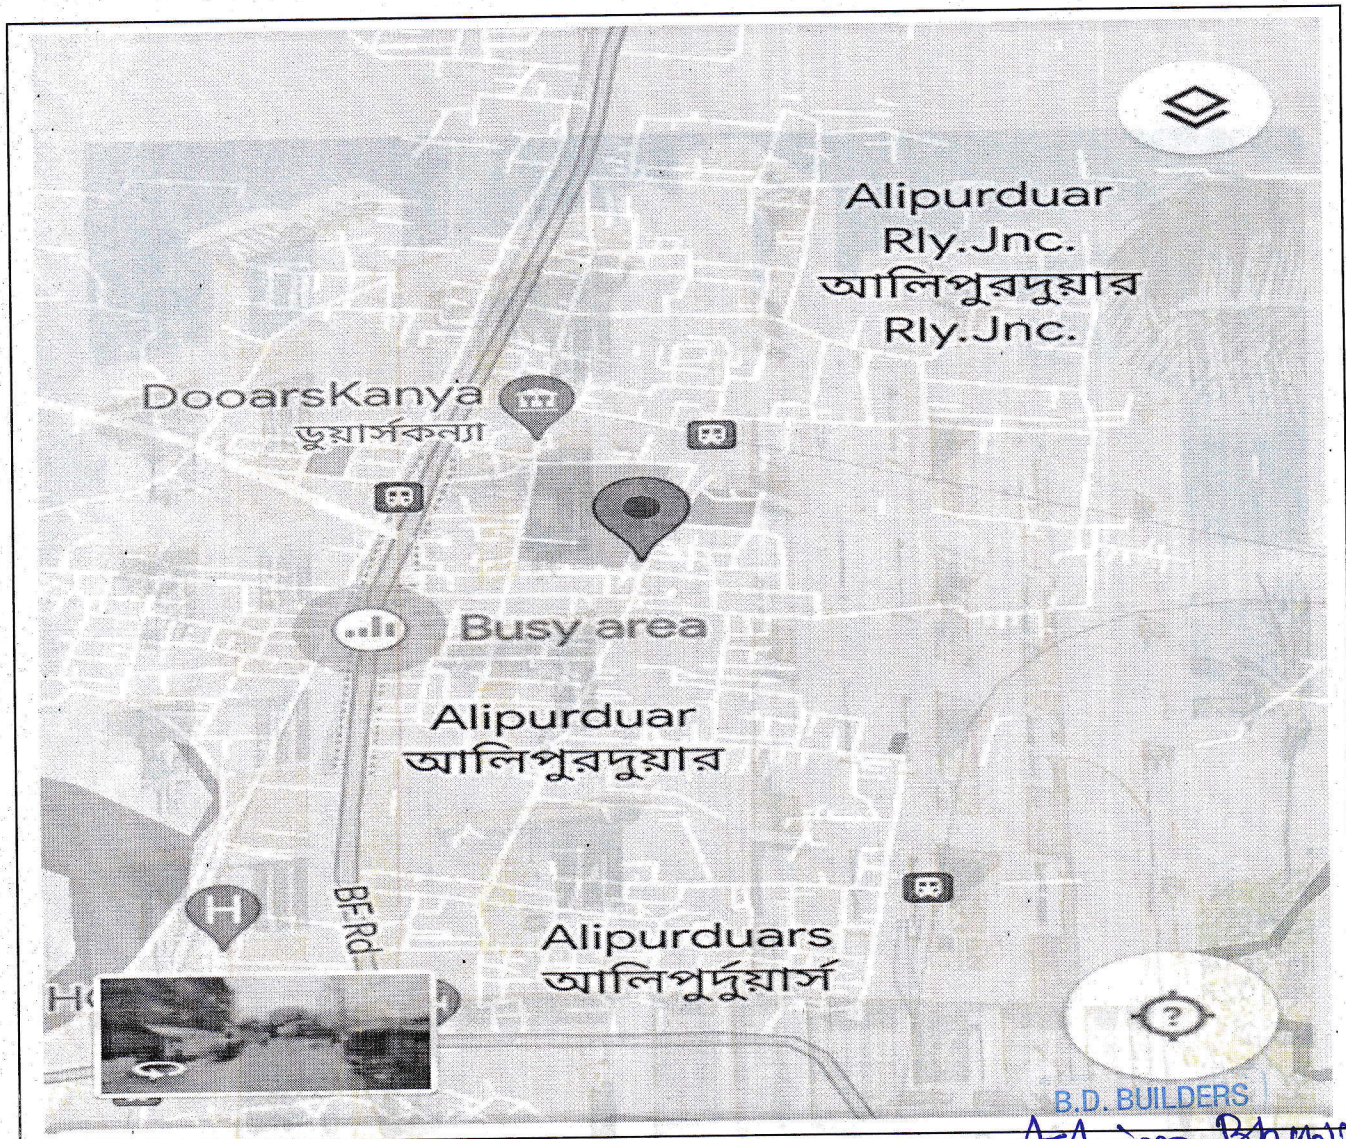 Alipurduar
Rly.Jnc.
আলিপুরদুয়ার
Rly.Jnc.
DooarsKanya
ডুয়ার্সকন্যা
Busy area
Alipurduar
আলিপুরদুয়ার
H
BF Rd
Alipurduars
আলিপুর্দুয়ার্স
?
B.D. BUILDERS